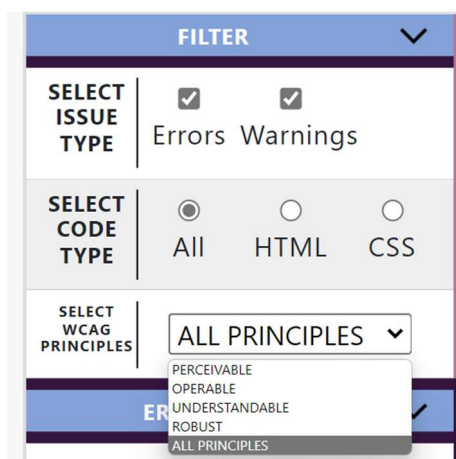 FILTER
SELECT
ISSUE
TYPE
Errors Warnings
SELECT
CODE
TYPE
All HTML CSS
SELECT
WCAG
PRINCIPLES
ALL PRINCIPLES
PERCEIVABLE
OPERABLE
UNDERSTANDABLE
ROBUST
ALL PRINCIPLES